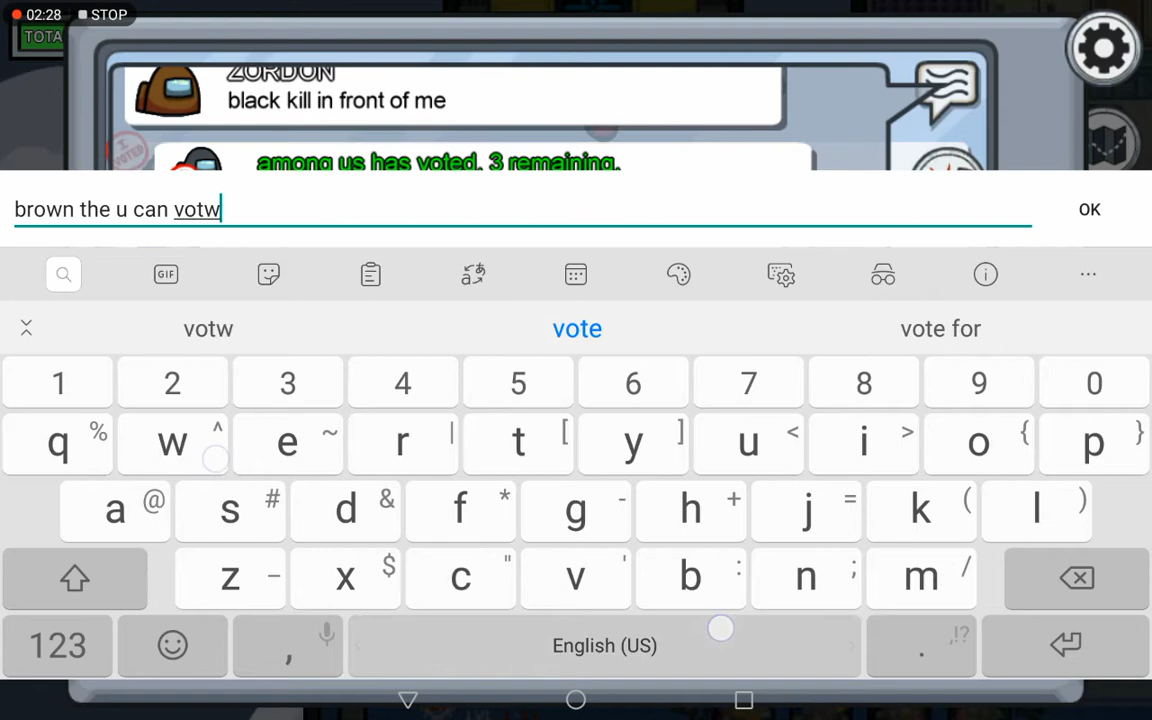 02:28 STOP
TOTA
ZORDON
black kill in front of me
I VOTED
among us has voted. 3 remaining.
brown the u can votw
OK
GIF
votw vote vote for
1 2 3 4 5 6 7 8 9 0
q % w ^ e ~ r | t [ y ] u < i > o { p }
a @ s # d & f * g - h + j = k ( l )
z _ x $ c " v ' b : n ; m /
123 , English (US) . ,!?